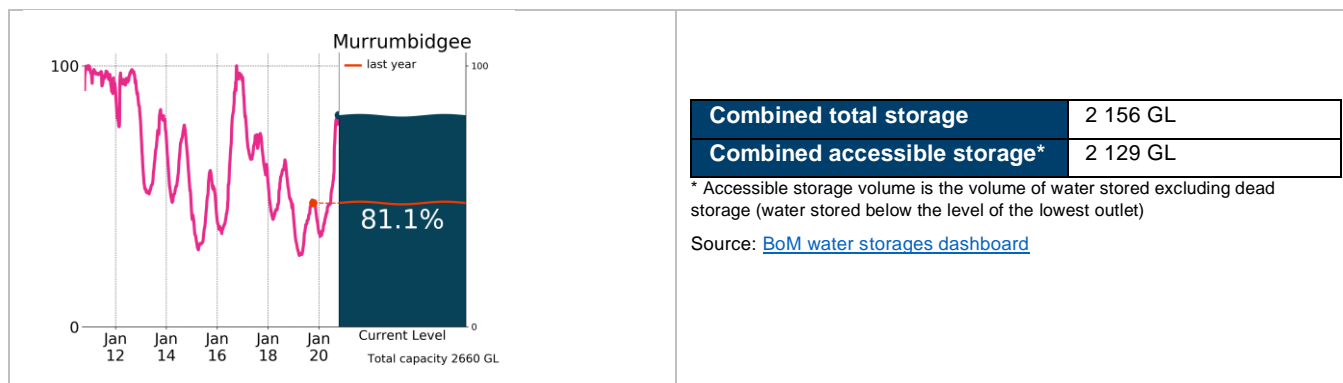 Murrumbidgee
last year
100
100
81.1%
0
0
Jan 12
Jan 14
Jan 16
Jan 18
Jan 20
Current Level
Total capacity 2660 GL
Combined total storage 2 156 GL
Combined accessible storage* 2 129 GL
* Accessible storage volume is the volume of water stored excluding dead
storage (water stored below the level of the lowest outlet)
Source: BoM water storages dashboard